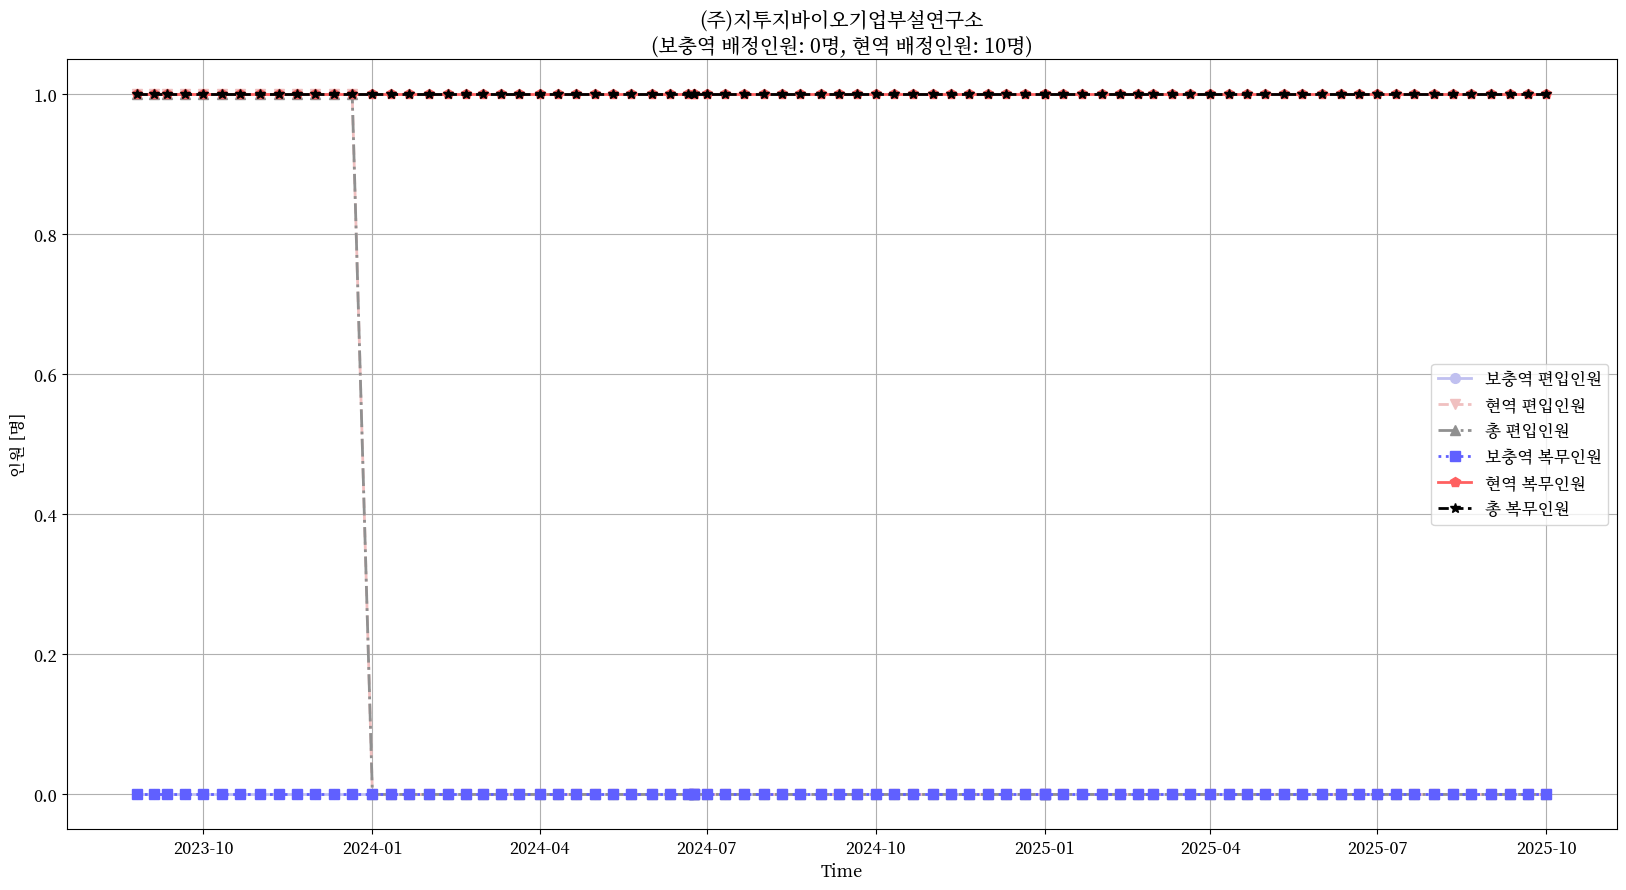 (주)지투지바이오기업부설연구소
(보충역 배정인원: 0명, 현역 배정인원: 10명)
1.0
0.8
0.6
0.4
0.2
0.0
인원 [명]
보충역 편입인원
현역 편입인원
총 편입인원
보충역 복무인원
현역 복무인원
총 복무인원
2023-10
2024-01
2024-04
2024-07
2024-10
2025-01
2025-04
2025-07
2025-10
Time